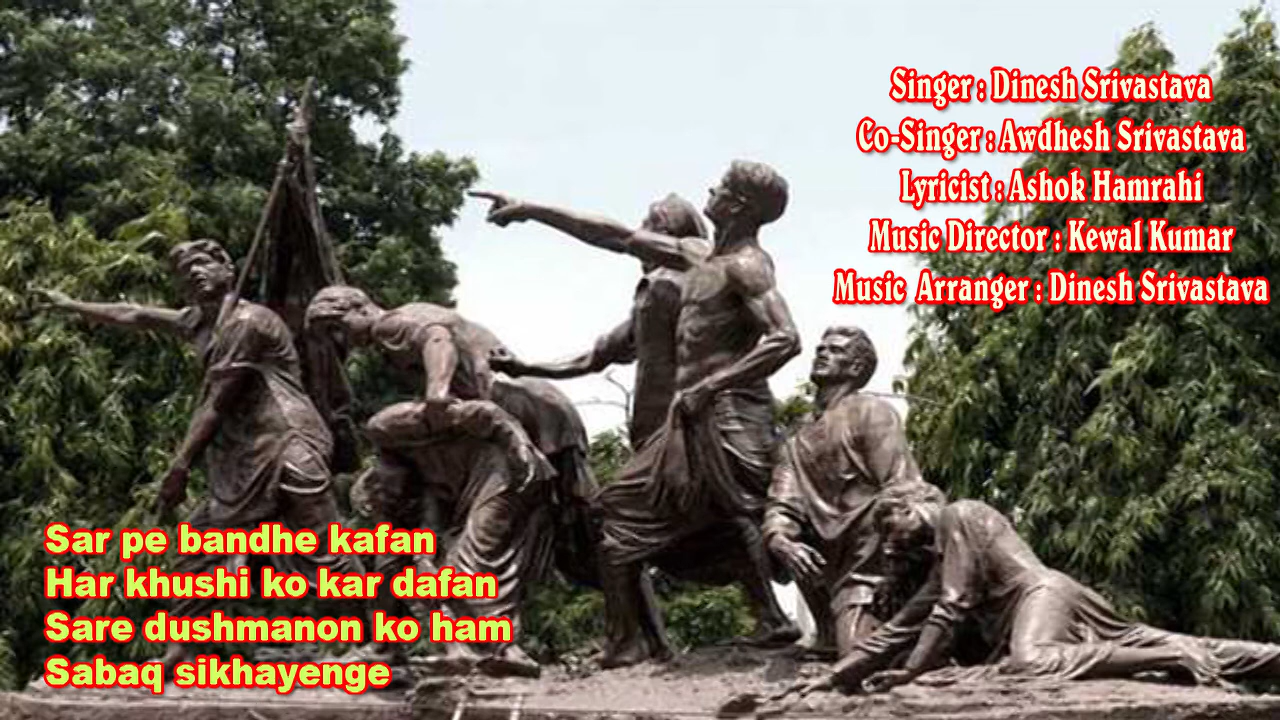 Singer : Dinesh Srivastava
Co-Singer : Awdhesh Srivastava
Lyricist : Ashok Hamrahi
Music Director : Kewal Kumar
Music Arranger : Dinesh Srivastava
Sar pe bandhe kafan
Har khushi ko kar dafan
Sare dushmanon ko ham
Sabaq sikhayenge